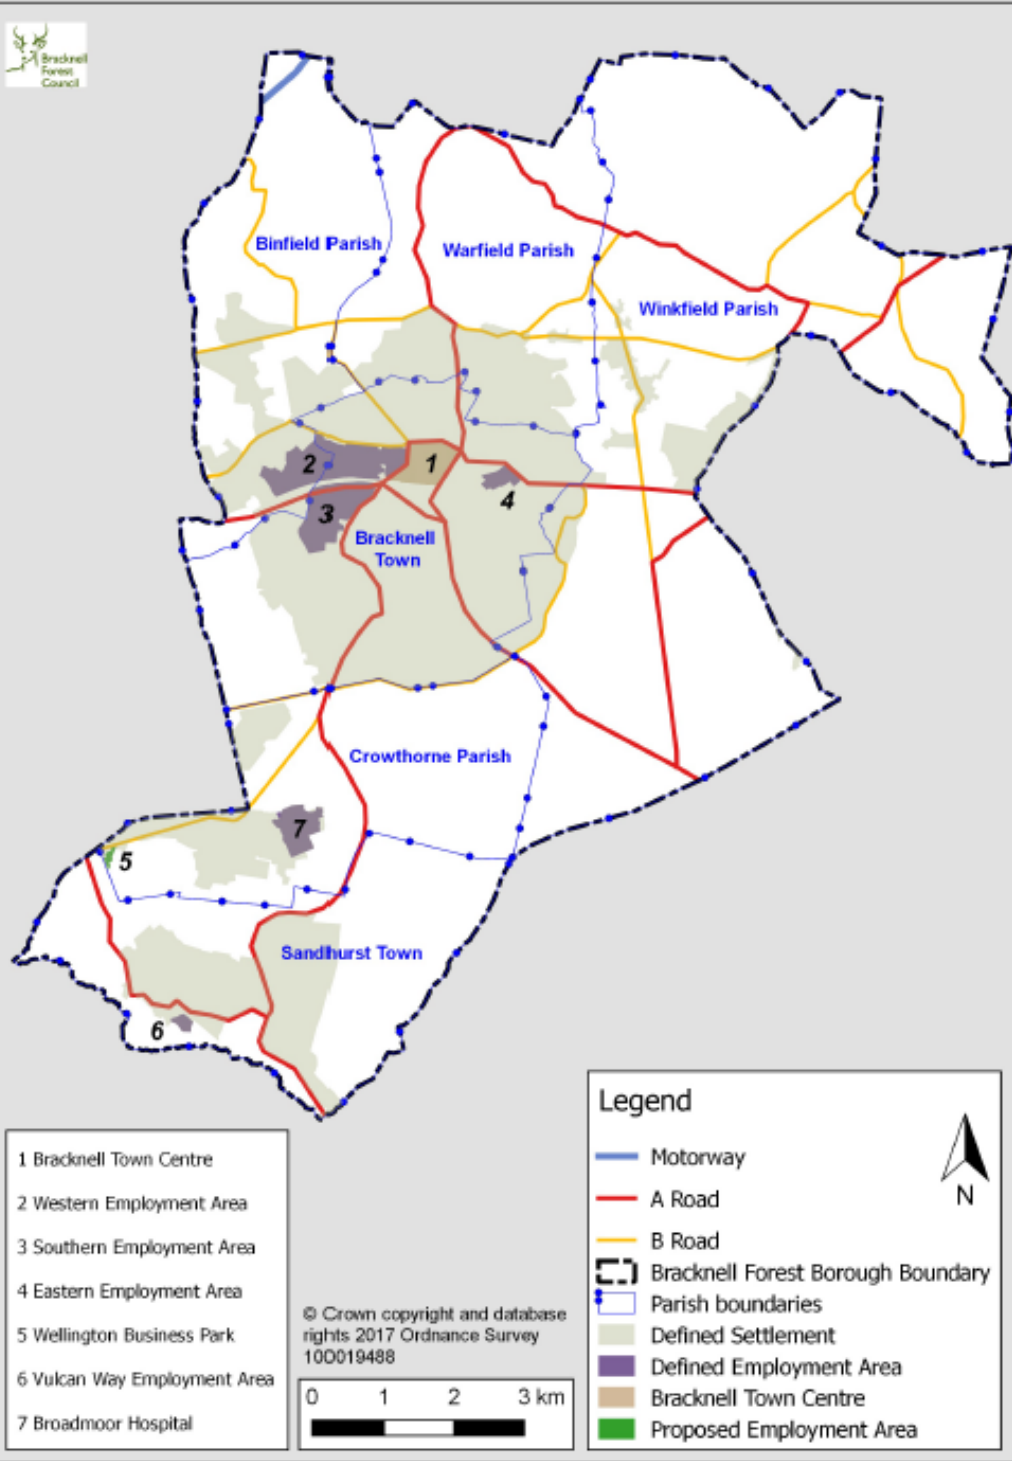 Bracknell
Forest
Council
Binfield Parish
Warfield Parish
Winkfield Parish
2
1
4
3
Bracknell
Town
Crowthorne Parish
7
5
Sandhurst Town
6
1 Bracknell Town Centre
2 Western Employment Area
3 Southern Employment Area
4 Eastern Employment Area
5 Wellington Business Park
6 Vulcan Way Employment Area
7 Broadmoor Hospital
© Crown copyright and database
rights 2017 Ordnance Survey
100019488
0 1 2 3 km
Legend
Motorway
A Road
B Road
Bracknell Forest Borough Boundary
Parish boundaries
Defined Settlement
Defined Employment Area
Bracknell Town Centre
Proposed Employment Area
N